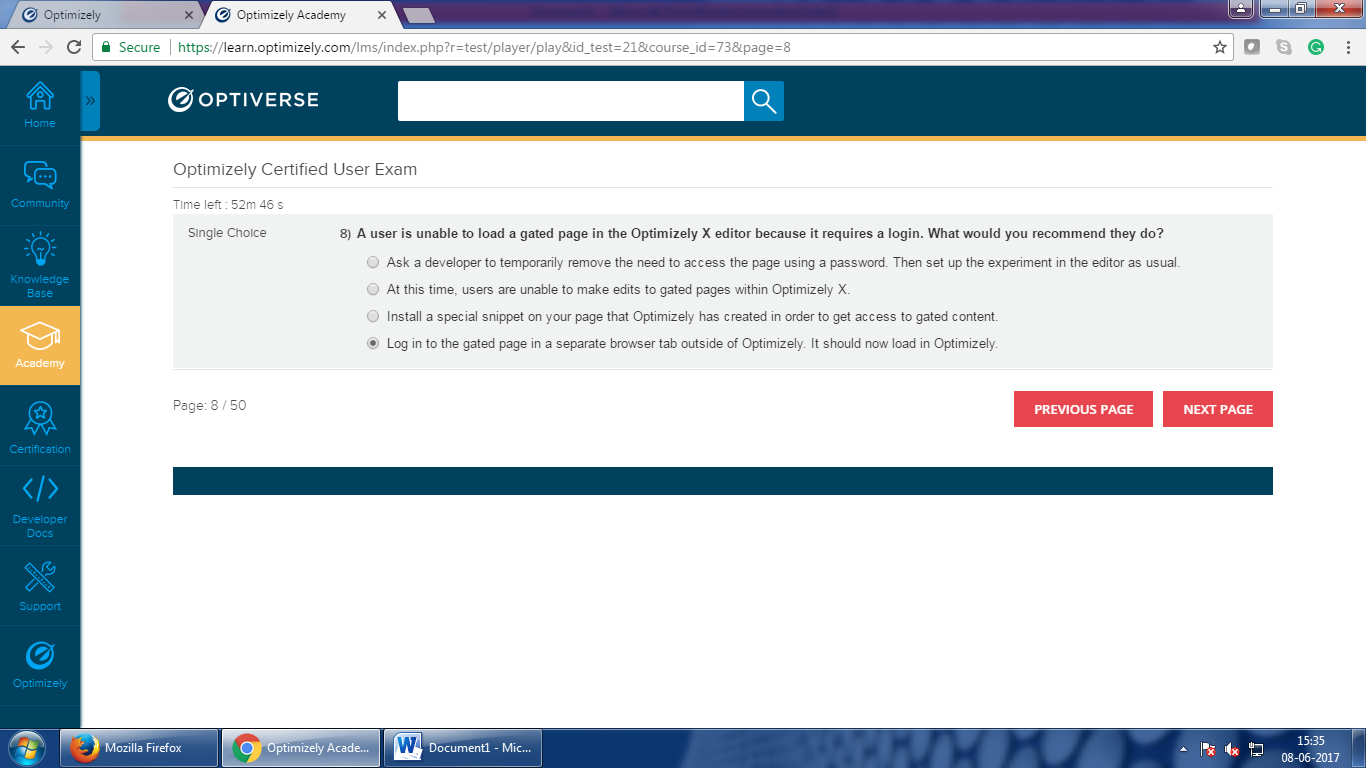 Optimizely
Optimizely Academy
Secure
https://learn.optimizely.com/lms/index.php?r=test/player/play&id_test=21&course_id=73&page=8
Home
Community
Knowledge
Base
Academy
Certification
Developer
Docs
Support
Optimizely
»
OPTIVERSE
Optimizely Certified User Exam
Time left : 52m 46 s
Single Choice
8) A user is unable to load a gated page in the Optimizely X editor because it requires a login. What would you recommend they do?
Ask a developer to temporarily remove the need to access the page using a password. Then set up the experiment in the editor as usual.
At this time, users are unable to make edits to gated pages within Optimizely X.
Install a special snippet on your page that Optimizely has created in order to get access to gated content.
Log in to the gated page in a separate browser tab outside of Optimizely. It should now load in Optimizely.
Page: 8 / 50
PREVIOUS PAGE
NEXT PAGE
Mozilla Firefox
Optimizely Acade...
Document1 - Mic...
15:35
08-06-2017